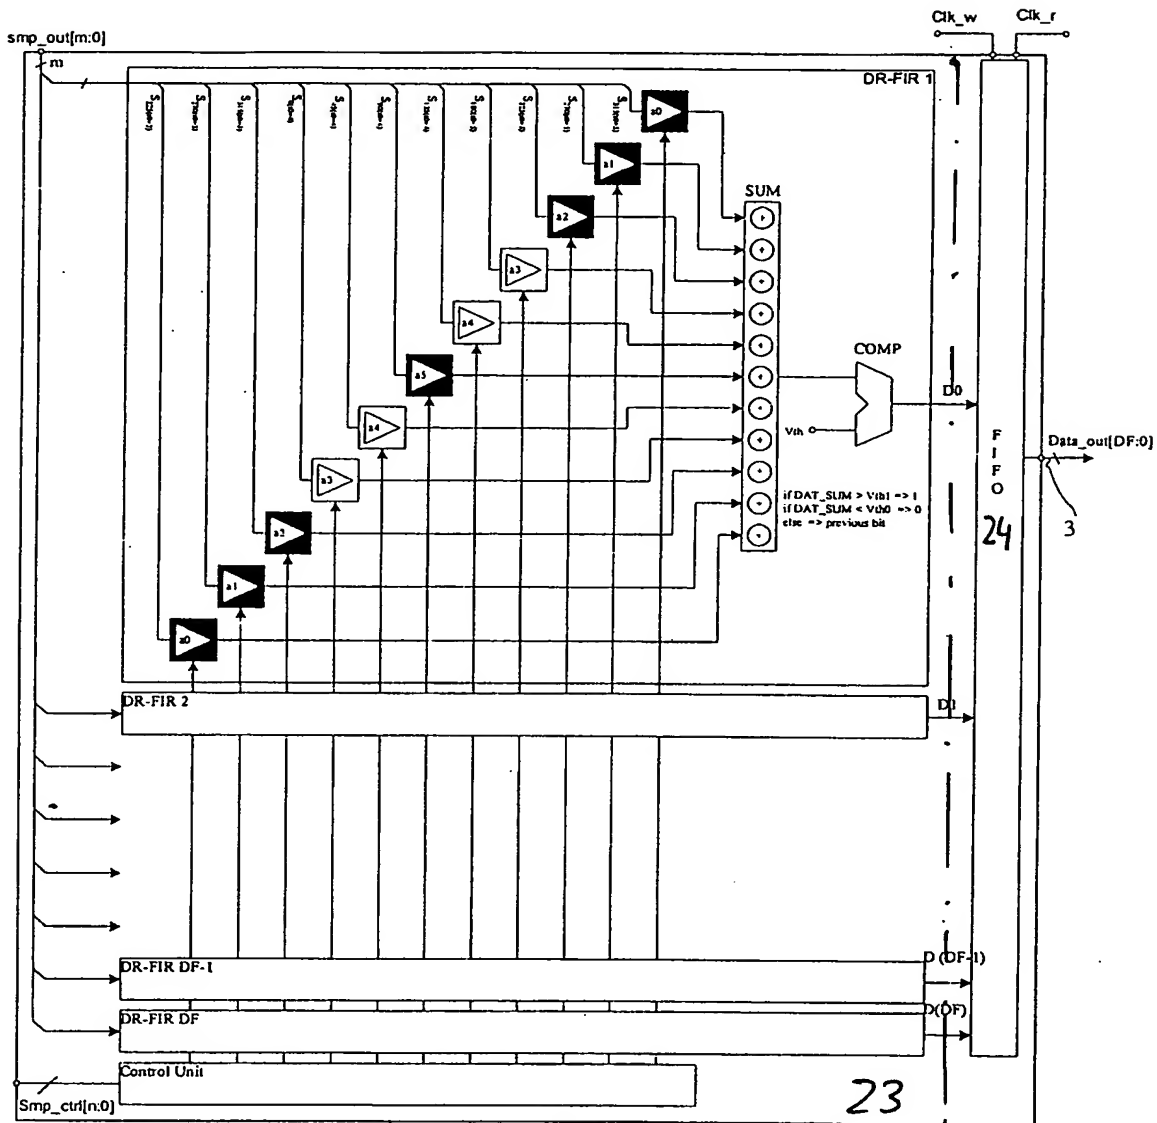 Clk_w
Clk_r
smp_out[m:0]
m
DR-FIR 1
a0
a1
SUM
a2
a3
a4
COMP
a5
D0
a4
Vth
F
I
F
O
Data_out[DF:0]
a3
if DAT_SUM > Vth1 => 1
if DAT_SUM < Vth0 => 0
else => previous bit
24
3
a2
a1
a0
DR-FIR 2
D1
DR-FIR DF-1
D(DF-1)
DR-FIR DF
D(DF)
Control Unit
Smp_ctrl[n:0]
23